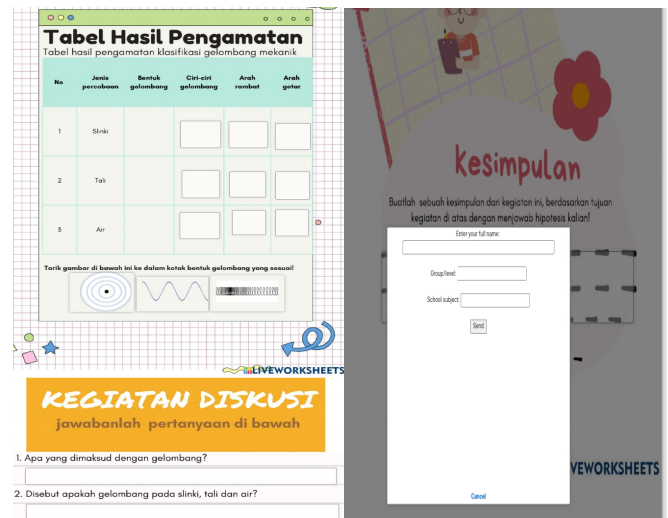 Tabel Hasil Pengamatan
Tabel hasil pengamatan klasifikasi gelombang mekanik
No Jenis percobaan Bentuk gelombang Ciri-ciri gelombang Arah rambat Arah getar
1 Slinki
2 Tali
3 Air
Tarik gambar di bawah ini ke dalam kotak bentuk gelombang yang sesuai!
LIVEWORKSHEETS
KEGIATAN DISKUSI
jawabanlah pertanyaan di bawah
1. Apa yang dimaksud dengan gelombang?
2. Disebut apakah gelombang pada slinki, tali dan air?
Kesimpulan
Buatlah sebuah kesimpulan dari kegiatan ini, berdasarkan tujuan
kegiatan di atas dengan menjawab hipotesis kalian!
Enter your full name:
Group/level:
School subject:
Send
Cancel
VEWORKSHEETS